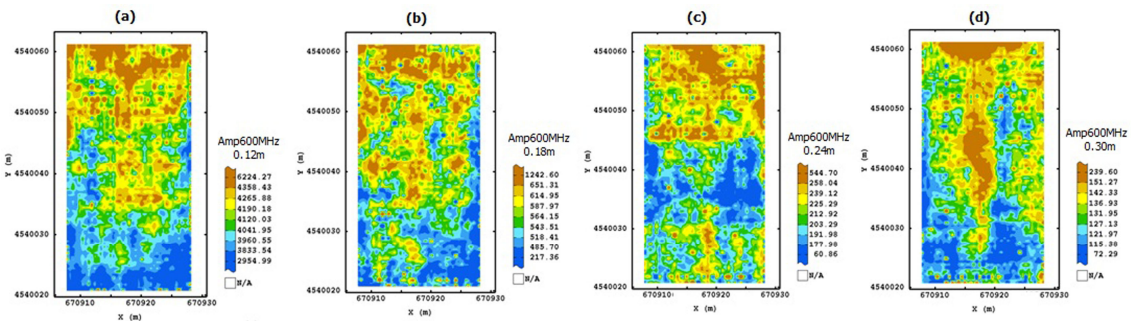 (a)
4540060
4540050
4540040
4540030
4540020
Y (m)
670910
670920
670930
X (m)
Amp600MHz
0.12m
6224.27
4358.43
4265.88
4190.18
4120.03
4041.95
3960.55
3833.54
2954.99
N/A
(b)
4540060
4540050
4540040
4540030
4540020
Y (m)
670910
670920
670930
X (m)
Amp600MHz
0.18m
1242.60
651.31
614.95
587.97
564.15
543.51
518.41
485.70
217.36
N/A
(c)
4540060
4540050
4540040
4540030
4540020
Y (m)
670910
670920
670930
X (m)
Amp600MHz
0.24m
544.70
258.04
239.12
225.29
212.92
203.29
191.98
177.98
60.86
N/A
(d)
4540060
4540050
4540040
4540030
4540020
Y (m)
670910
670920
670930
X (m)
Amp600MHz
0.30m
239.60
151.27
142.33
136.93
131.95
127.13
121.97
115.30
72.29
N/A